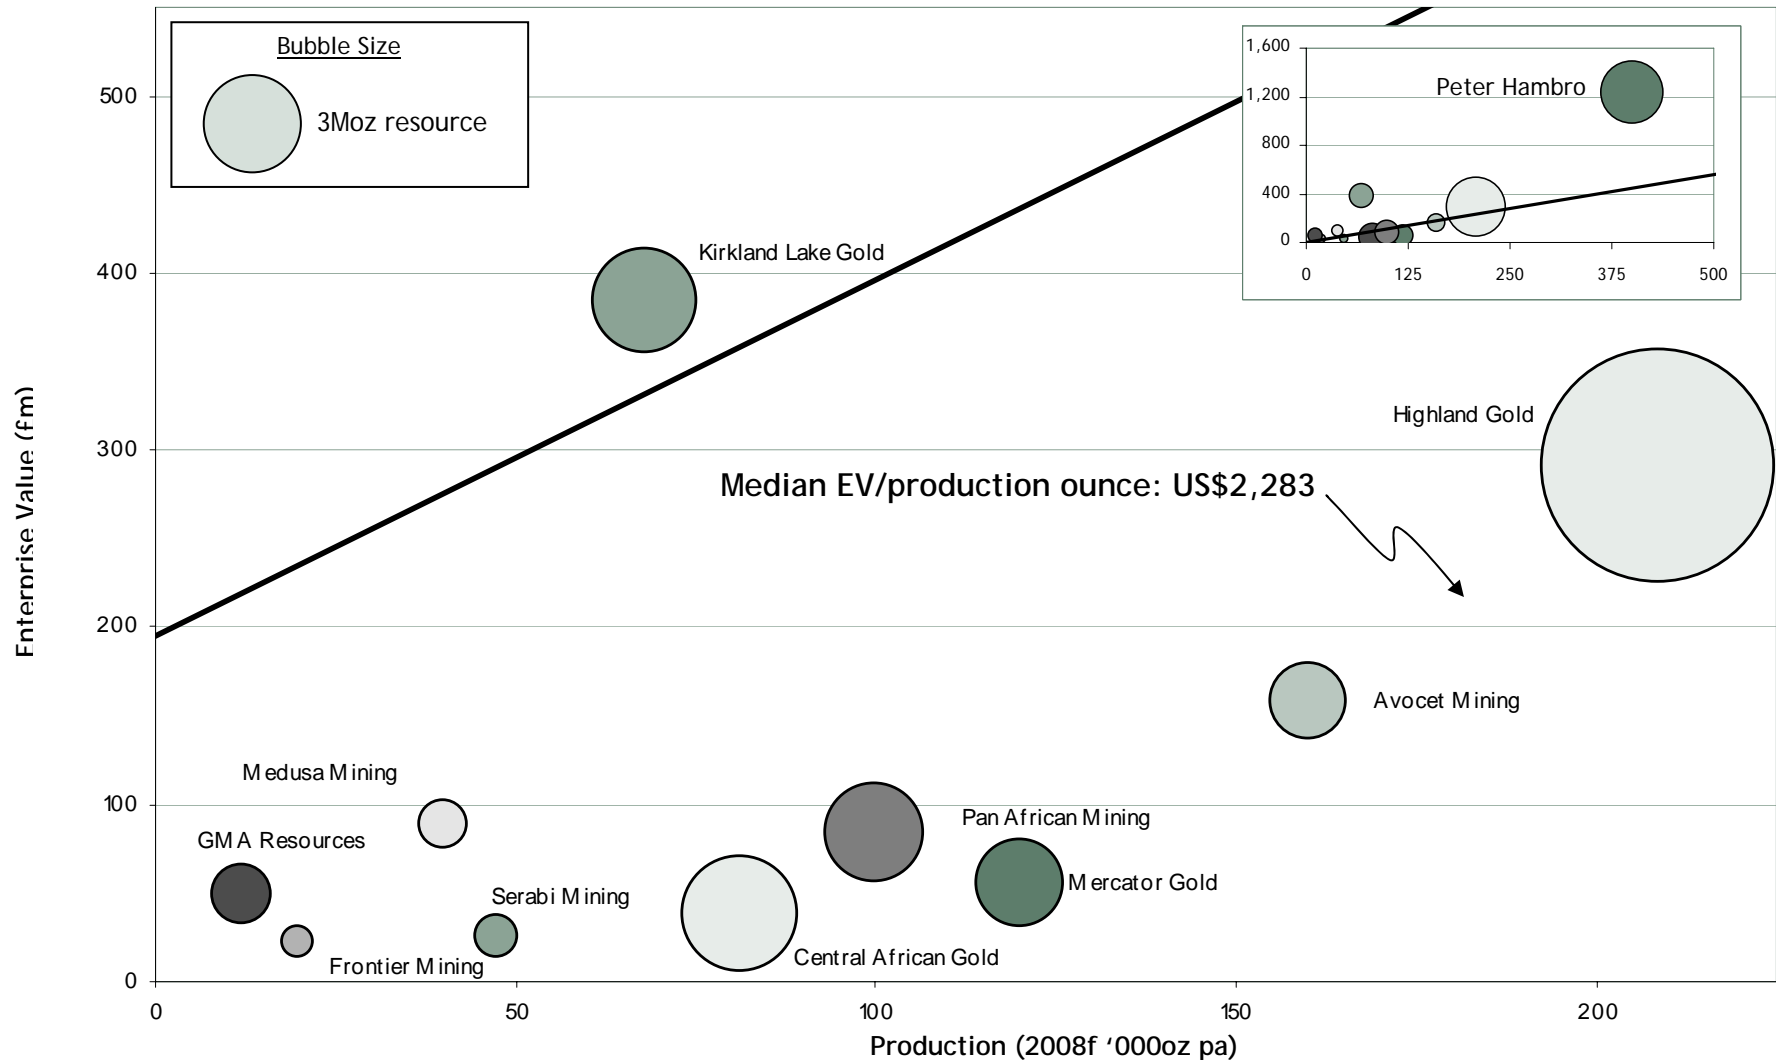 Bubble Size
3Moz resource
500
400
300
200
100
0
Enterprise Value (£m)
1,600
1,200
800
400
0
Peter Hambro
0 125 250 375 500
Kirkland Lake Gold
Highland Gold
Median EV/production ounce: US$2,283
Avocet Mining
Medusa Mining
Pan African Mining
GMA Resources
Mercator Gold
Serabi Mining
Central African Gold
Frontier Mining
0 50 100 150 200
Production (2008f ‘000oz pa)